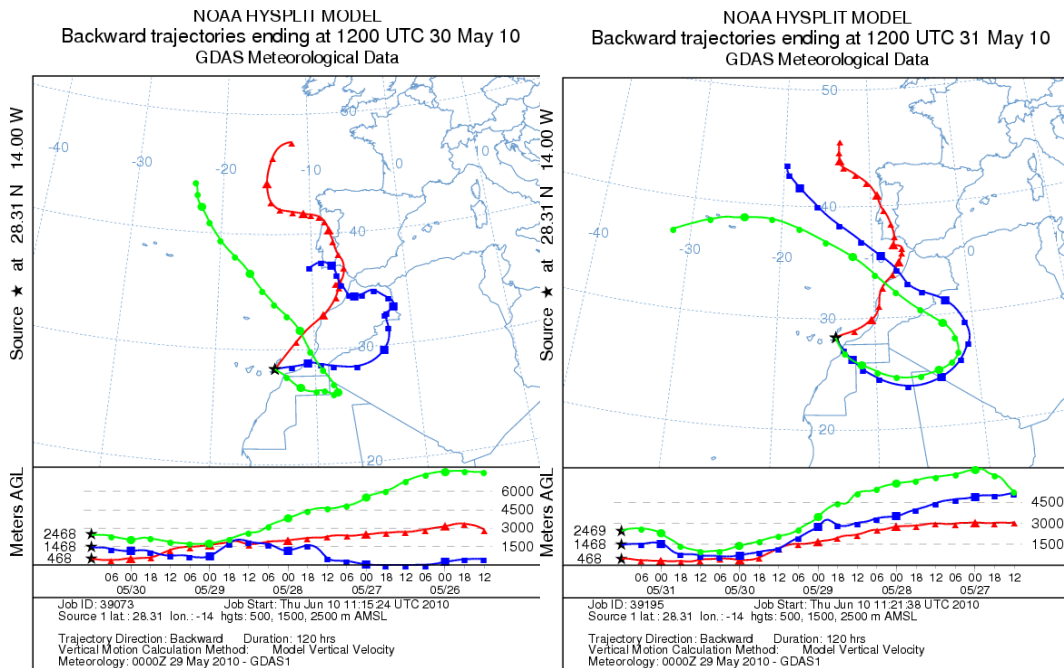 NOAA HYSPLIT MODEL
Backward trajectories ending at 1200 UTC 30 May 10
GDAS Meteorological Data
Source ★ at 28.31 N 14.00 W
-40
-30
-20
-10
0
10
50
40
30
20
Meters AGL
6000
4500
3000
1500
2468
1468
468
06 00 18 12 06 00 18 12 06 00 18 12 06 00 18 12 06 00 18 12
05/30 05/29 05/28 05/27 05/26
Job ID: 39073 Job Start: Thu Jun 10 11:15:24 UTC 2010
Source 1 lat.: 28.31 lon.: -14 hgts: 500, 1500, 2500 m AMSL
Trajectory Direction: Backward Duration: 120 hrs
Vertical Motion Calculation Method: Model Vertical Velocity
Meteorology: 0000Z 29 May 2010 - GDAS1
NOAA HYSPLIT MODEL
Backward trajectories ending at 1200 UTC 31 May 10
GDAS Meteorological Data
Source ★ at 28.31 N 14.00 W
50
-40
-30
-20
-10
0
10
-40
40
30
20
Meters AGL
4500
3000
1500
2469
1468
468
06 00 18 12 06 00 18 12 06 00 18 12 06 00 18 12 06 00 18 12
05/31 05/30 05/29 05/28 05/27
Job ID: 39195 Job Start: Thu Jun 10 11:21:38 UTC 2010
Source 1 lat.: 28.31 lon.: -14 hgts: 500, 1500, 2500 m AMSL
Trajectory Direction: Backward Duration: 120 hrs
Vertical Motion Calculation Method: Model Vertical Velocity
Meteorology: 0000Z 29 May 2010 - GDAS1